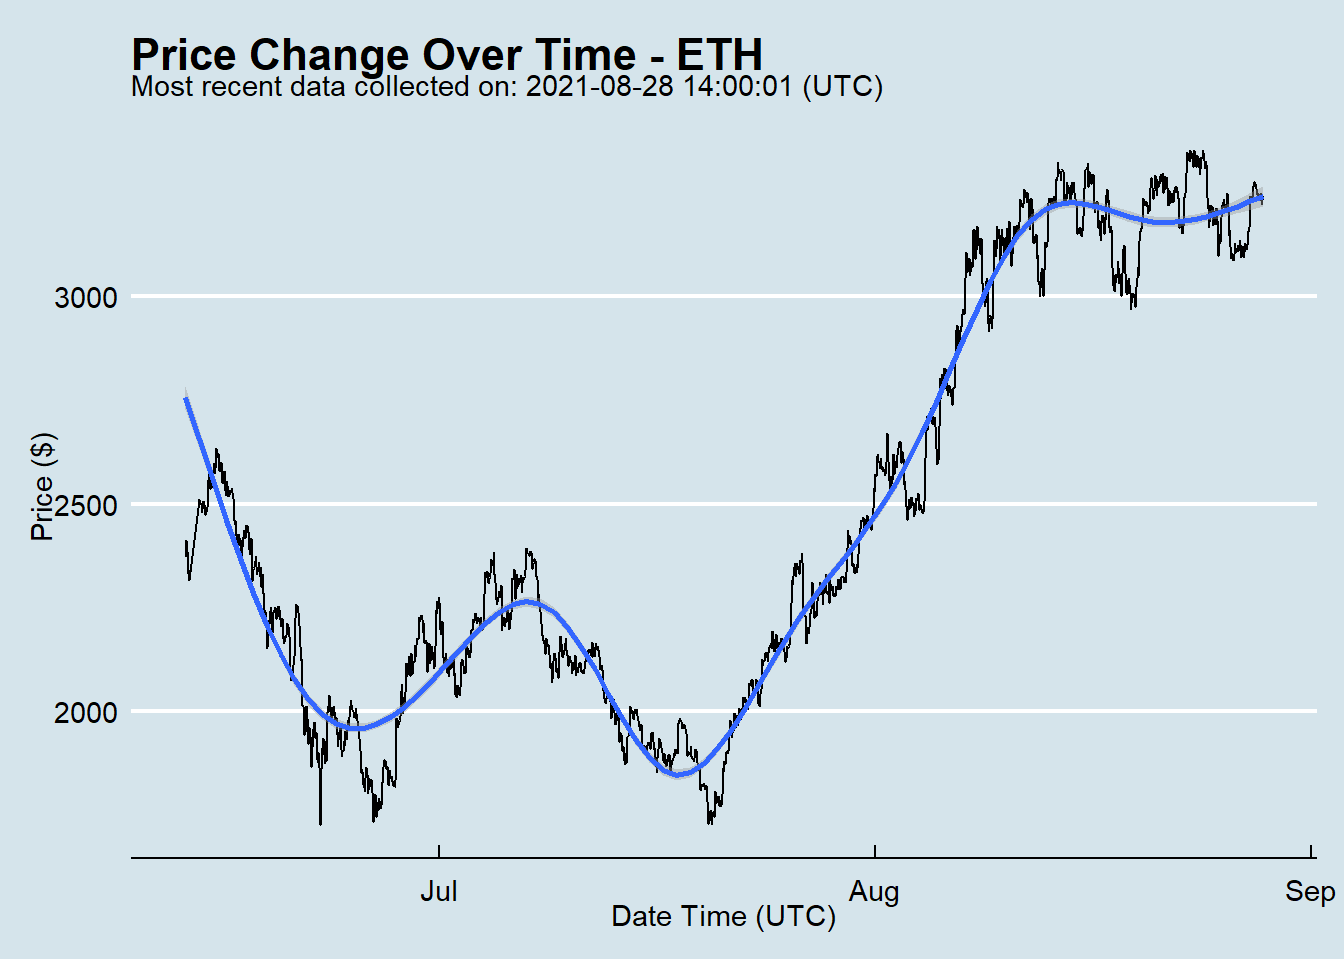 Price Change Over Time - ETH
Most recent data collected on: 2021-08-28 14:00:01 (UTC)
Price ($)
3000
2500
2000
Jul
Aug
Sep
Date Time (UTC)